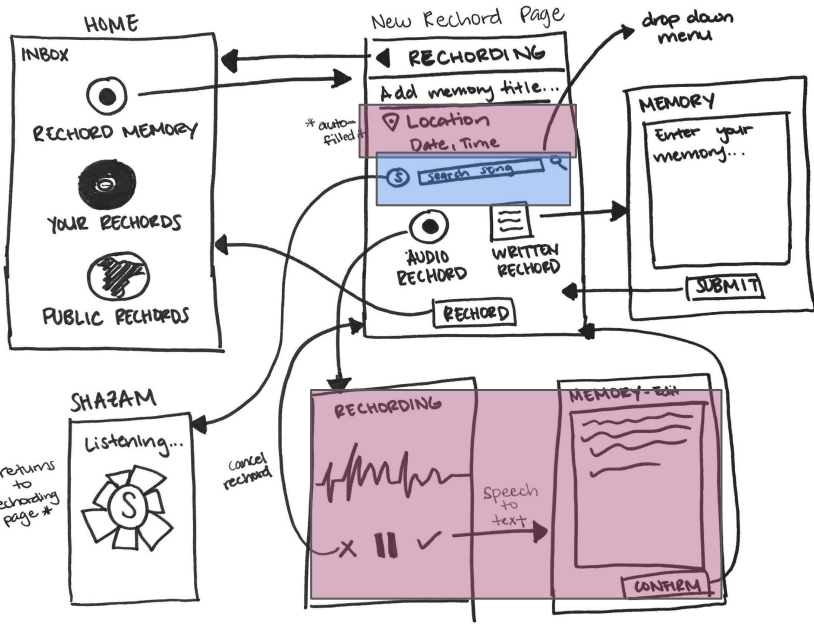 HOME
INBOX
RECHORD MEMORY
YOUR RECHORDS
PUBLIC RECHORDS
New Rechord Page
RECHORDING
Add memory title...
* auto-
filled
Location
Date, Time
S
search song
AUDIO
RECHORD
WRITTEN
RECHORD
RECHORD
drop down
menu
MEMORY
Enter your
memory...
SUBMIT
SHAZAM
Listening...
S
returns
to
rechording
page *
cancel
rechord
RECHORDING
speech
to
text
MEMORY - Edit
CONFIRM